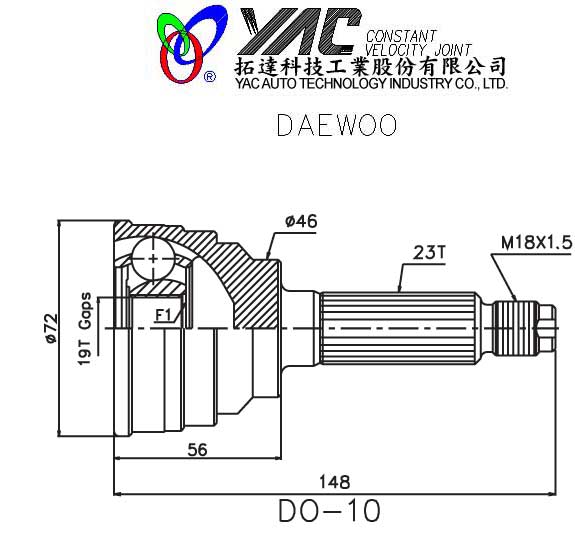 YAC CONSTANT
VELOCITY JOINT
拓達科技工業股份有限公司
® YAC AUTO TECHNOLOGY INDUSTRY CO., LTD.
DAEWOO
ø46
M18X1.5
23T
ø72
19T Gaps
F1
56
148
DO-10